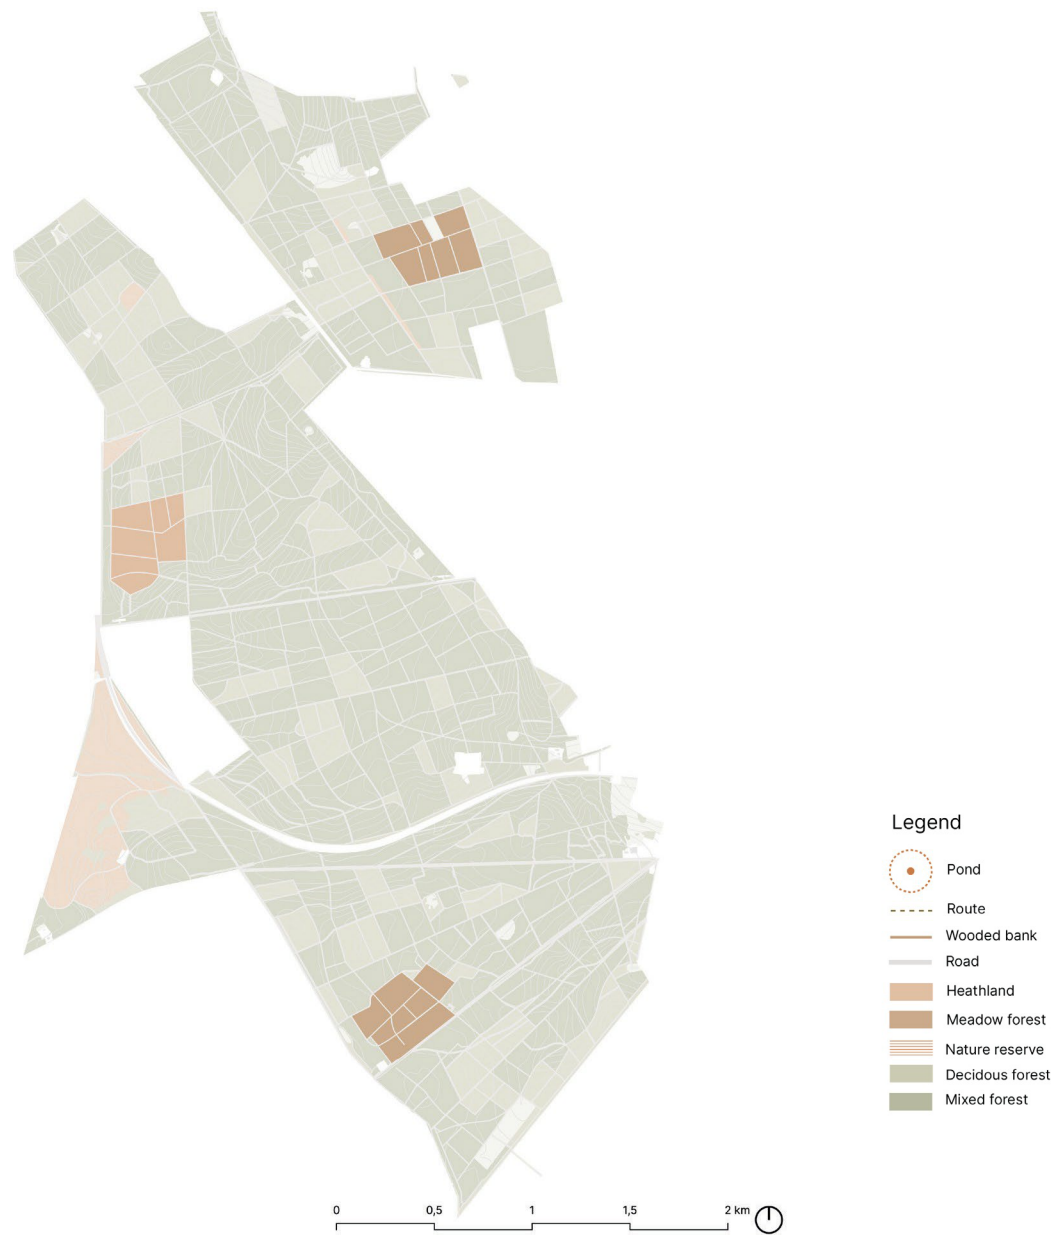 Legend
Pond
Route
Wooded bank
Road
Heathland
Meadow forest
Nature reserve
Decidous forest
Mixed forest
0 0,5 1 1,5 2 km